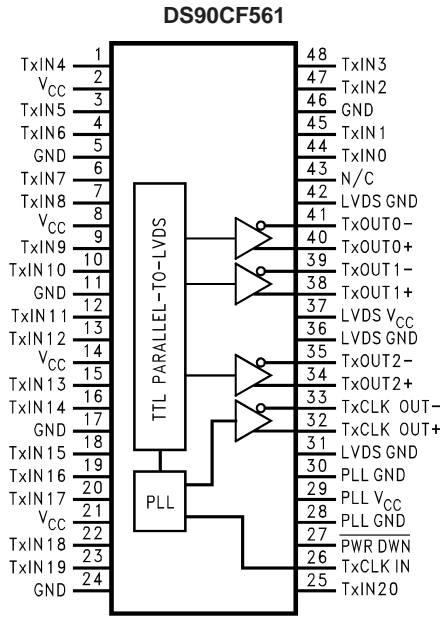 DS90CF561
TxIN4 1 48 TxIN3
VCC 2 47 TxIN2
TxIN5 3 46 GND
TxIN6 4 45 TxIN1
GND 5 44 TxIN0
TxIN7 6 43 N/C
TxIN8 7 42 LVDS GND
VCC 8 41 TxOUT0−
TxIN9 9 40 TxOUT0+
TxIN10 10 39 TxOUT1−
GND 11 38 TxOUT1+
TxIN11 12 37 LVDS VCC
TxIN12 13 36 LVDS GND
VCC 14 35 TxOUT2−
TxIN13 15 34 TxOUT2+
TxIN14 16 33 TxCLK OUT−
GND 17 32 TxCLK OUT+
TxIN15 18 31 LVDS GND
TxIN16 19 30 PLL GND
TxIN17 20 29 PLL VCC
VCC 21 28 PLL GND
TxIN18 22 27 PWR DWN
TxIN19 23 26 TxCLK IN
GND 24 25 TxIN20
TTL PARALLEL-TO-LVDS
PLL